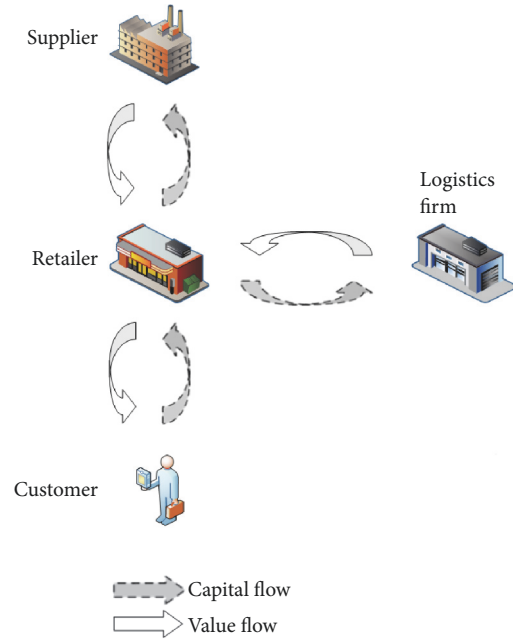 Supplier
Logistics
firm
Retailer
Customer
Capital flow
Value flow